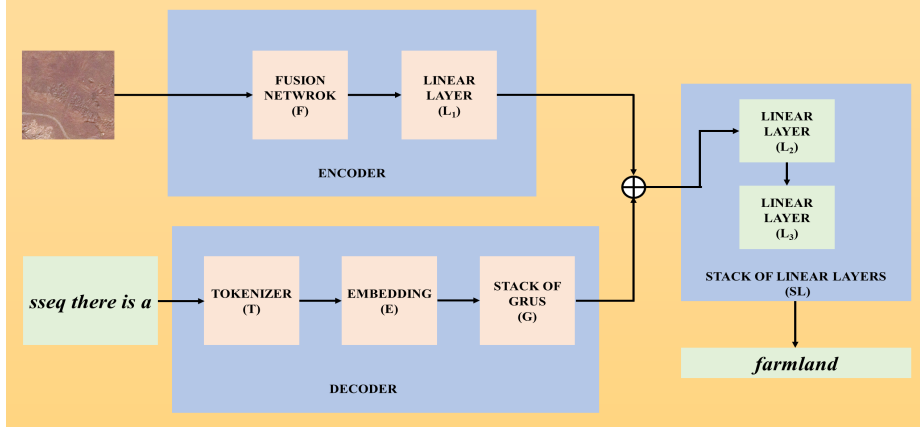 FUSION
NETWROK
(F)
LINEAR
LAYER
(L₁)
ENCODER
sseq there is a
TOKENIZER
(T)
EMBEDDING
(E)
STACK OF
GRUS
(G)
DECODER
LINEAR
LAYER
(L₂)
LINEAR
LAYER
(L₃)
STACK OF LINEAR LAYERS
(SL)
farmland